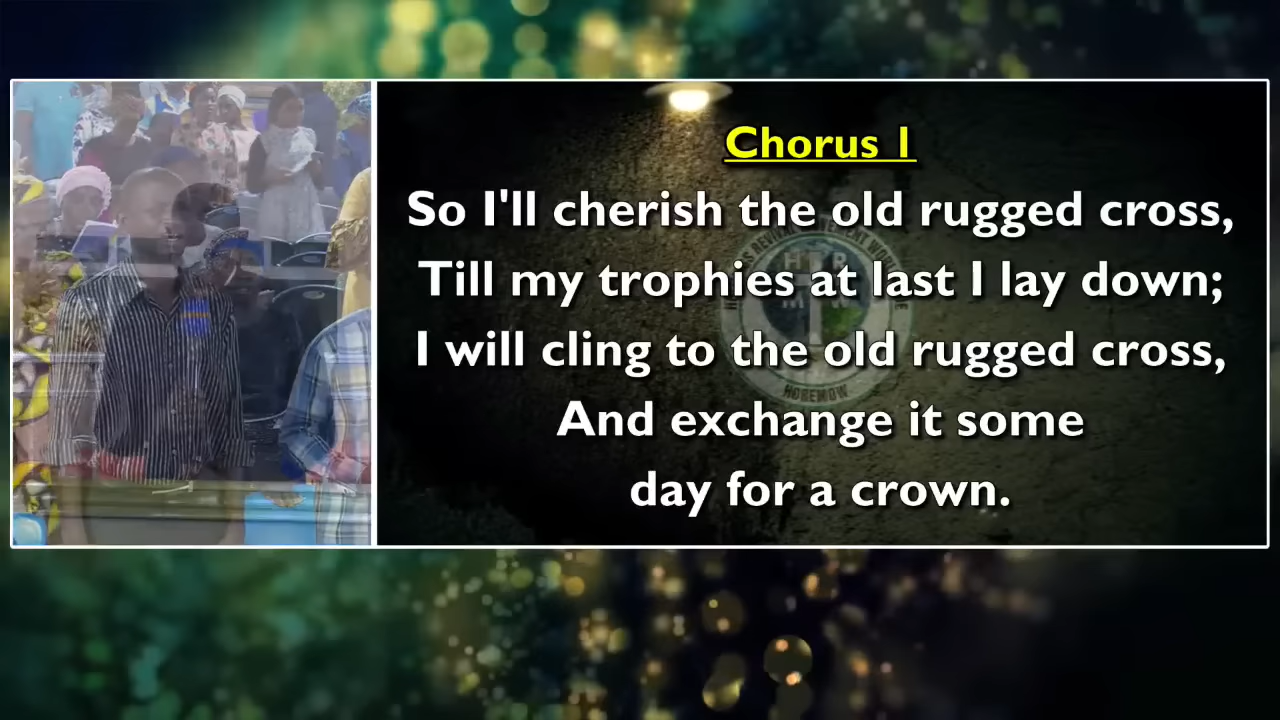 Chorus 1
So I'll cherish the old rugged cross,
Till my trophies at last I lay down;
I will cling to the old rugged cross,
And exchange it some
day for a crown.
HOREMOW